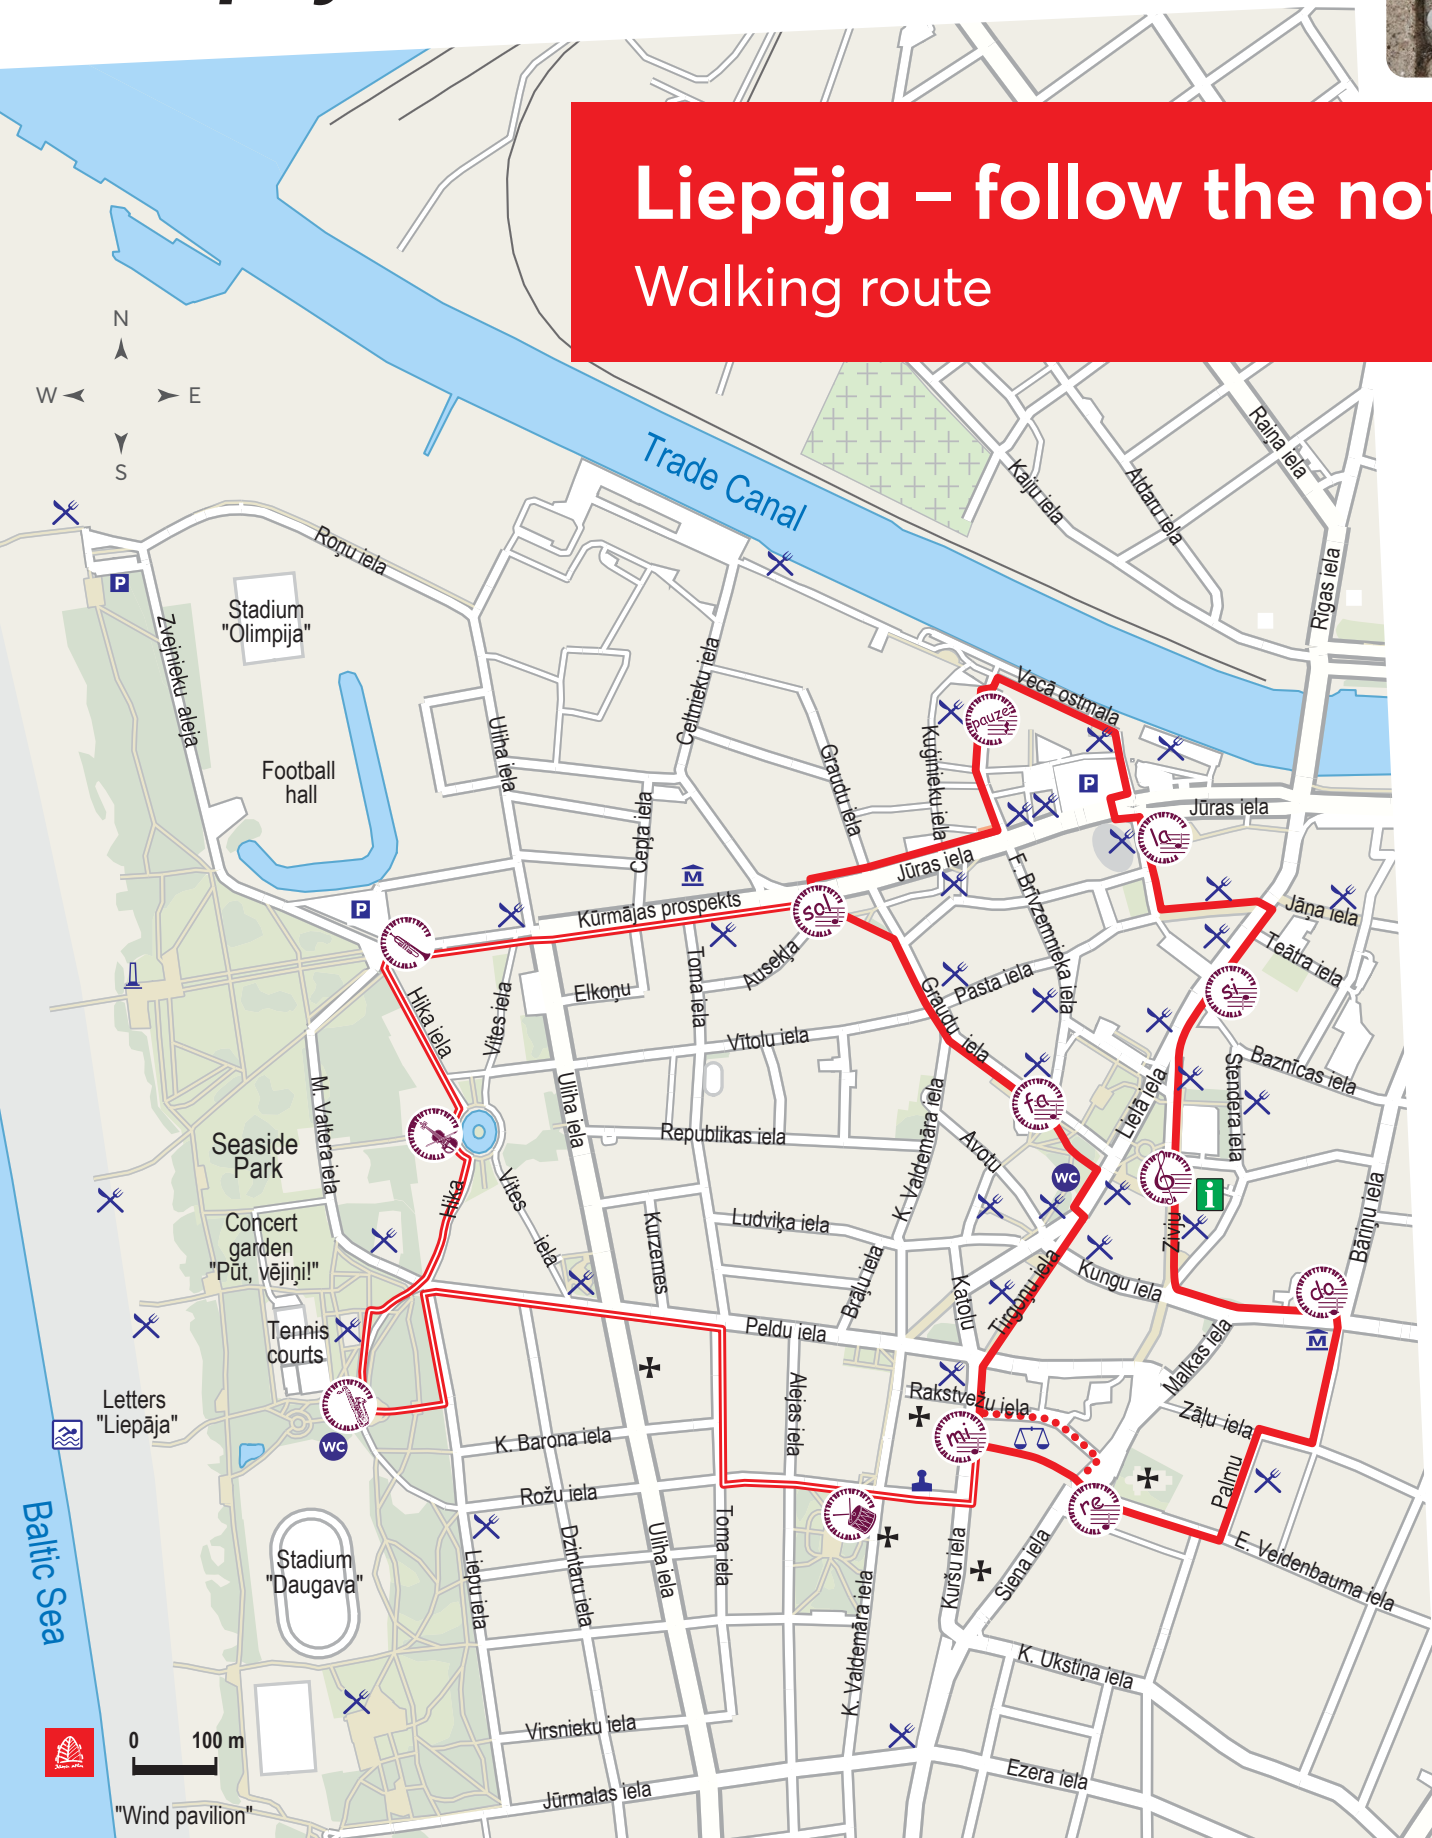 Liepāja – follow the
Walking route
N
W
E
S
Trade Canal
Raiņa iela
Kaiju iela
Aldaru iela
Rīgas iela
Roņu iela
P
Stadium
"Olimpija"
Zvejnieku aleja
Vecā ostmala
pauze
Celtnieku iela
Uliha iela
Football
hall
Graudu iela
Kuģinieku iela
P
Jūras iela
Cepļa iela
la
Jūras iela
F. Brīvzemnieka iela
P
Kūrmājas prospekts
sol
Jāņa iela
Teātra iela
Ausekļa
Toma iela
Elkoņu
Pasta iela
si
Hika iela
Vites iela
Graudu iela
Vītolu iela
Baznīcas iela
Stendera iela
M. Valtera iela
Uliha iela
K. Valdemāra iela
fa
Lielā iela
Republikas iela
Avotu
Seaside
Park
WC
i
Hika
Vites iela
Concert
garden
"Pūt, vējiņi!"
Kurzemes
Ludviķa iela
Zivju
Bāriņu iela
Brāļu iela
Katoļu
Tirgoņu iela
Kungu iela
do
Tennis
courts
Peldu iela
Malkas iela
Letters
"Liepāja"
Alejas iela
Rakstvežu iela
Zāļu iela
mi
WC
K. Barona iela
Palmu
Rožu iela
re
Baltic Sea
Stadium
"Daugava"
Liepu iela
Dzintaru iela
Uliha iela
Toma iela
K. Valdemāra iela
Kuršu iela
Siena iela
E. Veidenbauma iela
K. Ukstiņa iela
Virsnieku iela
0 100 m
Jūrmalas iela
Ezera iela
"Wind pavilion"